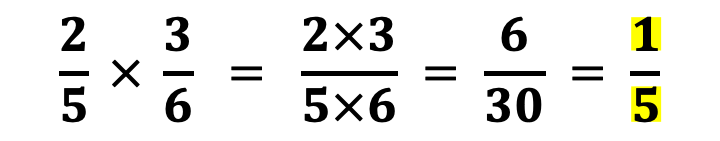 2/5 × 3/6 = 2×3/5×6 = 6/30 = 1/5